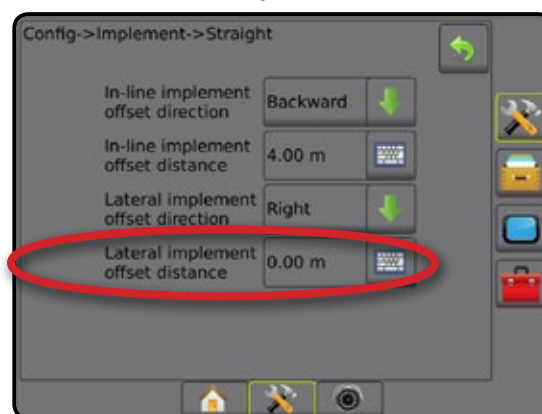 Config->Implement->Straight
In-line implement
offset direction
Backward
In-line implement
offset distance
4.00 m
Lateral implement
offset direction
Right
Lateral implement
offset distance
0.00 m